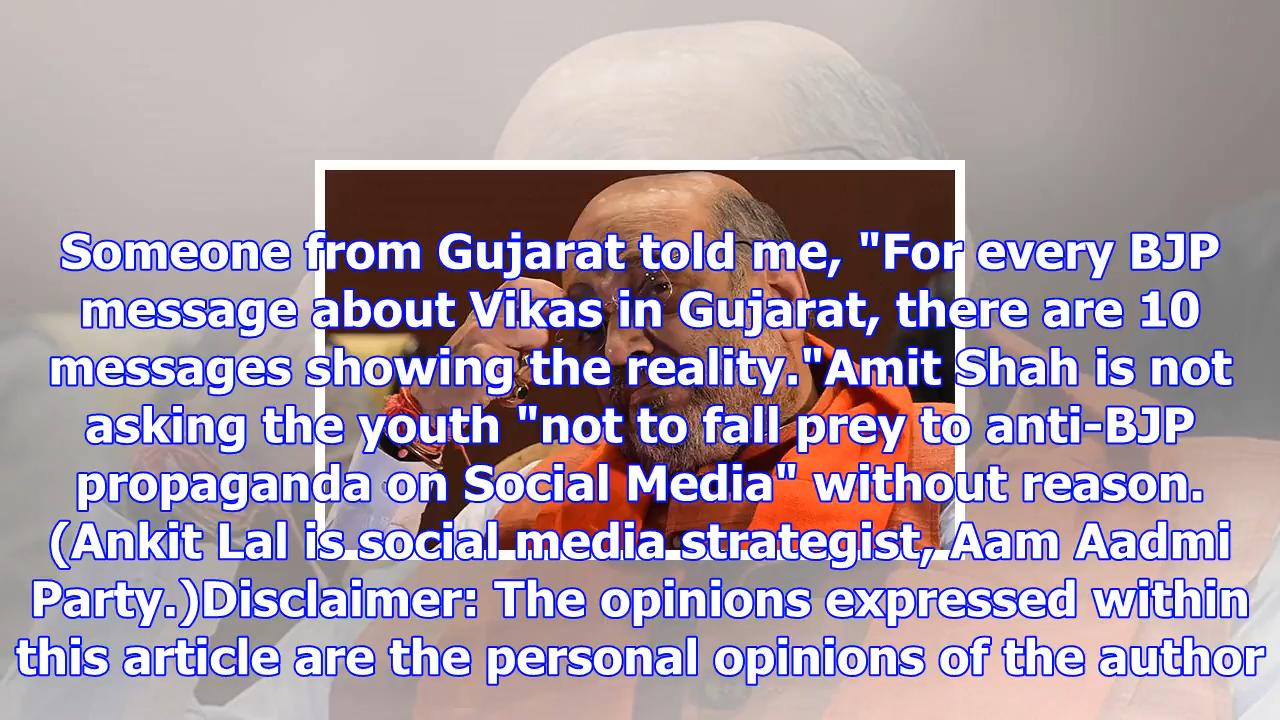 Someone from Gujarat told me, "For every BJP
message about Vikas in Gujarat, there are 10
messages showing the reality."Amit Shah is not
asking the youth "not to fall prey to anti-BJP
propaganda on Social Media" without reason.
(Ankit Lal is social media strategist, Aam Aadmi
Party.)Disclaimer: The opinions expressed within
this article are the personal opinions of the author